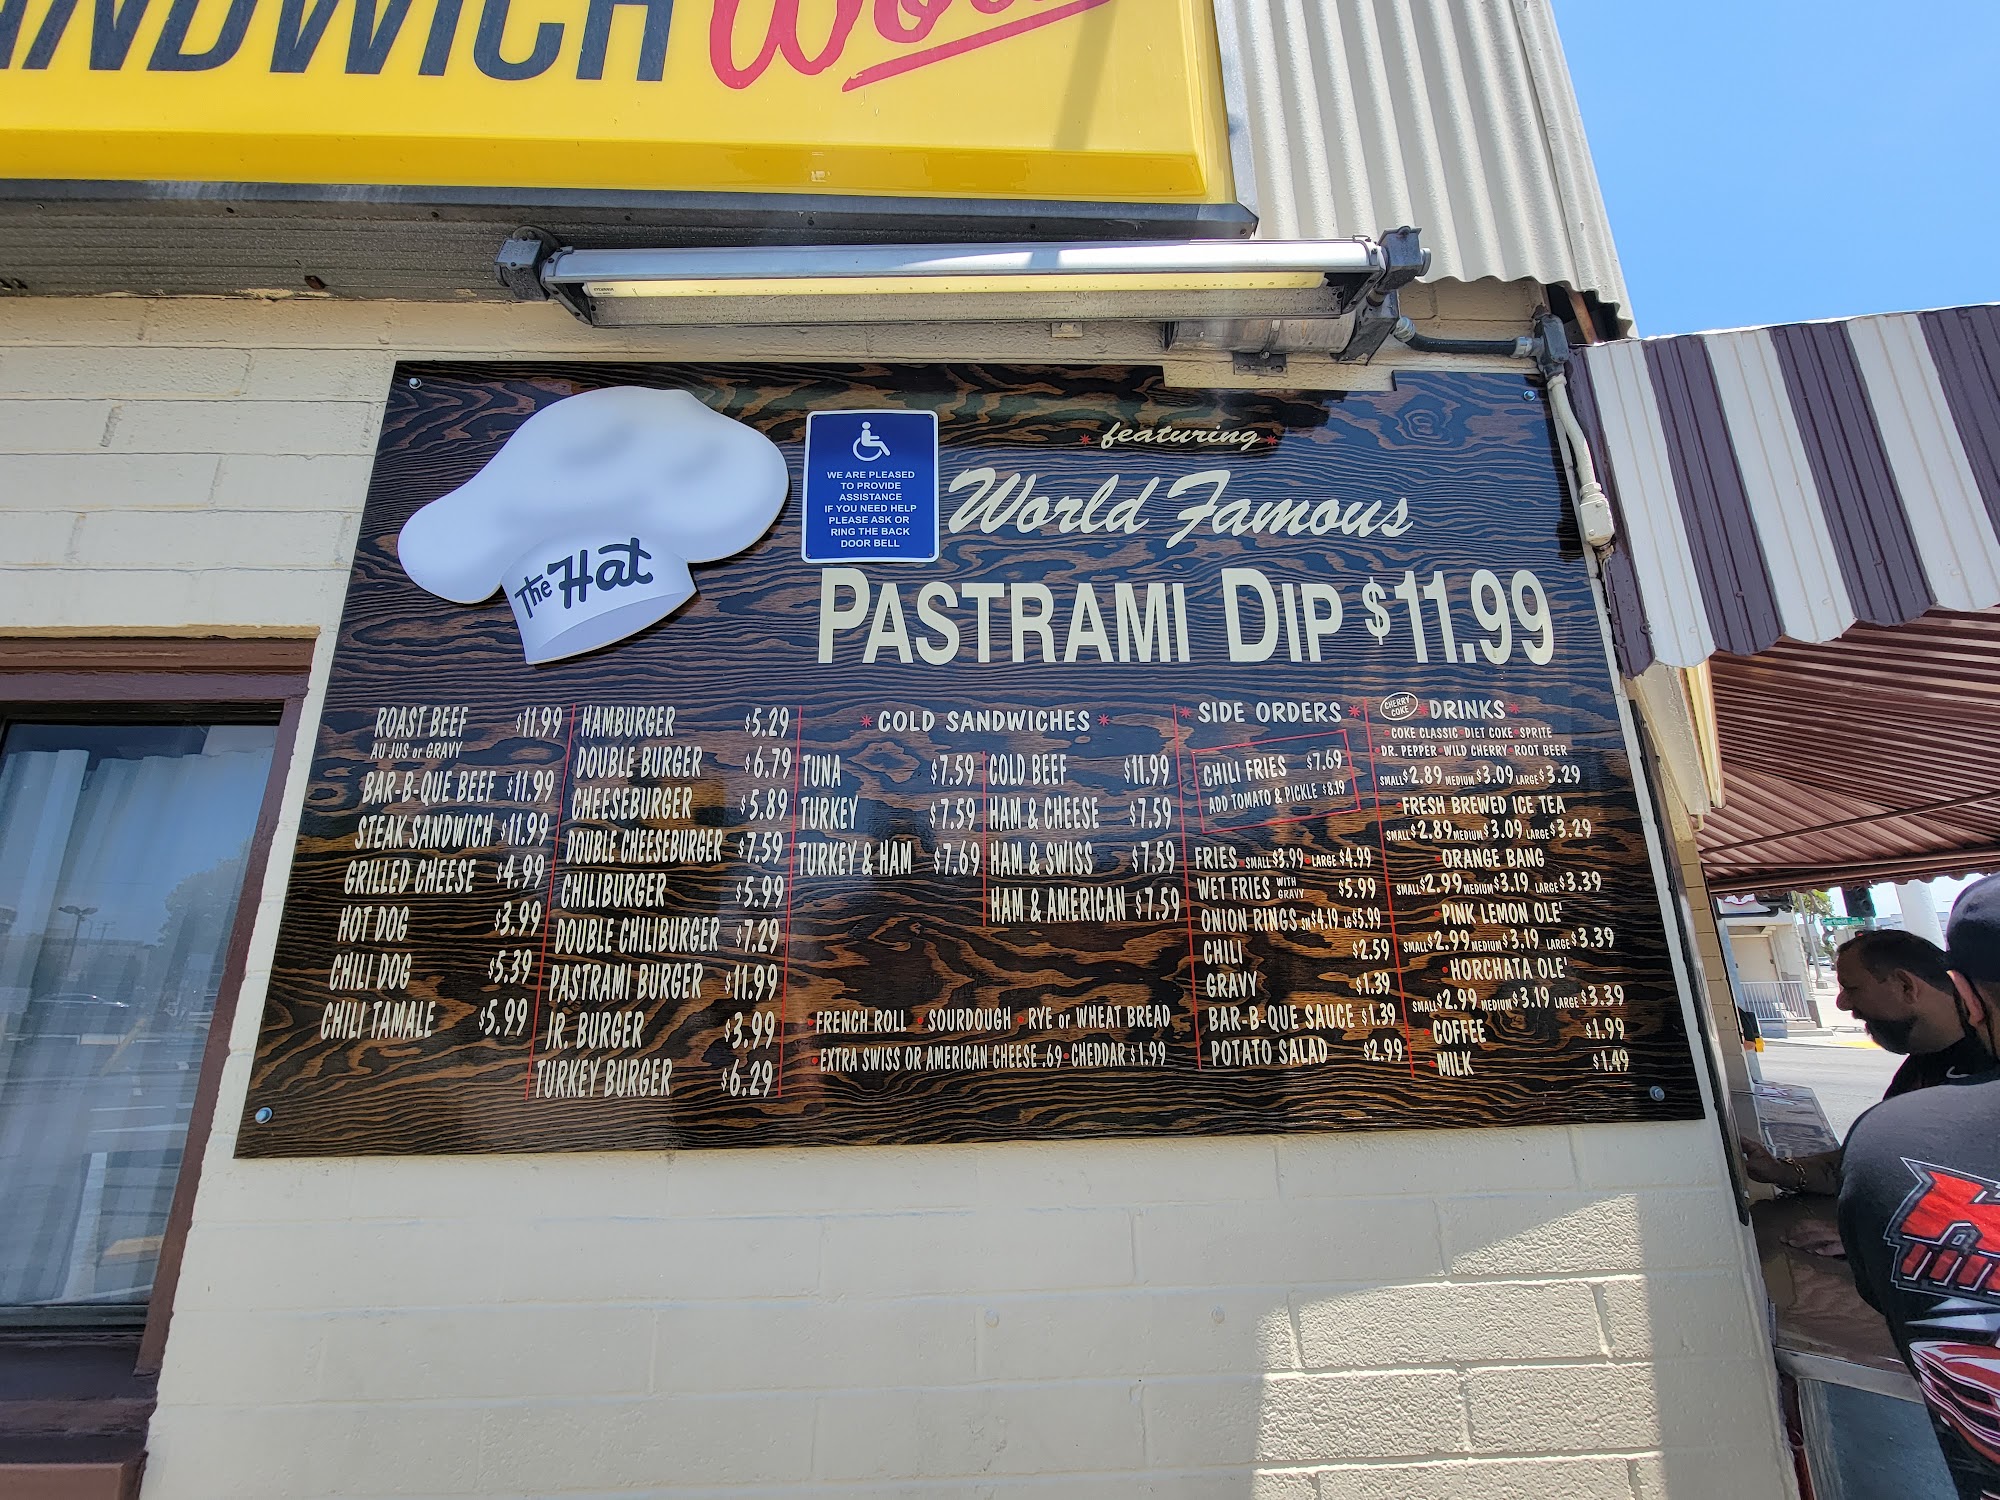 SANDWICH
The Hat
WE ARE PLEASED
TO PROVIDE
ASSISTANCE
IF YOU NEED HELP
PLEASE ASK OR
RING THE BACK
DOOR BELL
* featuring *
World Famous
PASTRAMI DIP $11.99
ROAST BEEF $11.99
AU JUS or GRAVY
BAR-B-QUE BEEF $11.99
STEAK SANDWICH $11.99
GRILLED CHEESE $4.99
HOT DOG $3.99
CHILI DOG $5.39
CHILI TAMALE $5.99
HAMBURGER $5.29
DOUBLE BURGER $6.79
CHEESEBURGER $5.89
DOUBLE CHEESEBURGER $7.59
CHILIBURGER $5.99
DOUBLE CHILIBURGER $7.29
PASTRAMI BURGER $11.99
JR. BURGER $3.99
TURKEY BURGER $6.29
* COLD SANDWICHES *
TUNA $7.59
TURKEY $7.59
TURKEY & HAM $7.69
COLD BEEF $11.99
HAM & CHEESE $7.59
HAM & SWISS $7.59
HAM & AMERICAN $7.59
• FRENCH ROLL • SOURDOUGH • RYE or WHEAT BREAD
• EXTRA SWISS OR AMERICAN CHEESE .69 • CHEDDAR $1.99
* SIDE ORDERS *
CHILI FRIES $7.69
ADD TOMATO & PICKLE $8.19
FRIES SMALL $3.99 • LARGE $4.99
WET FRIES WITH GRAVY $5.99
ONION RINGS SM $4.19 LG $5.99
CHILI $2.59
GRAVY $1.39
BAR-B-QUE SAUCE $1.39
POTATO SALAD $2.99
CHERRY
COKE
* DRINKS *
• COKE CLASSIC • DIET COKE • SPRITE
• DR. PEPPER • WILD CHERRY • ROOT BEER
SMALL $2.89 MEDIUM $3.09 LARGE $3.29
• FRESH BREWED ICE TEA
SMALL $2.89 MEDIUM $3.09 LARGE $3.29
• ORANGE BANG
SMALL $2.99 MEDIUM $3.19 LARGE $3.39
• PINK LEMON OLE'
SMALL $2.99 MEDIUM $3.19 LARGE $3.39
• HORCHATA OLE'
SMALL $2.99 MEDIUM $3.19 LARGE $3.39
• COFFEE $1.99
• MILK $1.49
Garfield